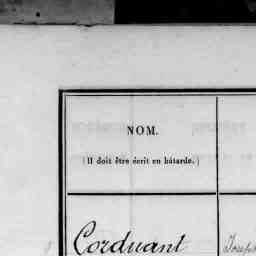 NOM.
(Il doit être écrit en bâtarde.)
Corduant